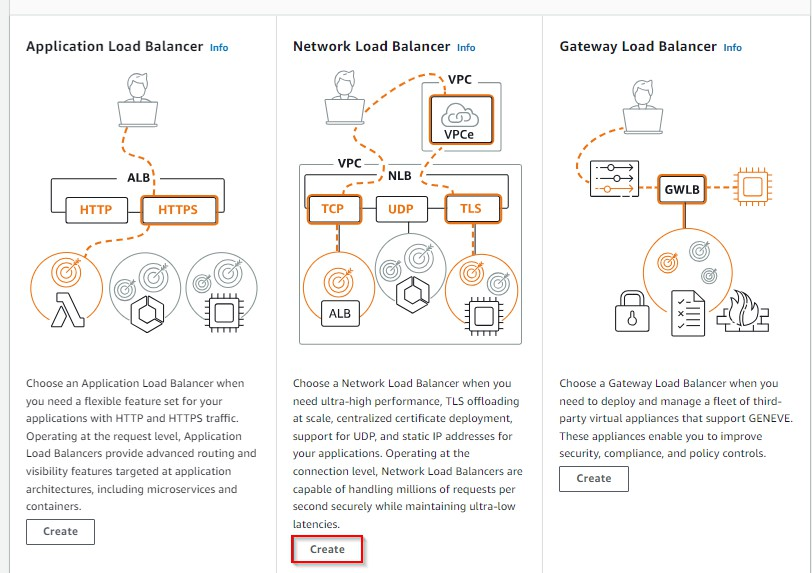 Application Load Balancer Info
ALB
HTTP
HTTPS
Choose an Application Load Balancer when
you need a flexible feature set for your
applications with HTTP and HTTPS traffic.
Operating at the request level, Application
Load Balancers provide advanced routing and
visibility features targeted at application
architectures, including microservices and
containers.
Create
Network Load Balancer Info
VPC
VPCe
VPC
NLB
TCP
UDP
TLS
ALB
Choose a Network Load Balancer when you
need ultra-high performance, TLS offloading
at scale, centralized certificate deployment,
support for UDP, and static IP addresses for
your applications. Operating at the
connection level, Network Load Balancers are
capable of handling millions of requests per
second securely while maintaining ultra-low
latencies.
Create
Gateway Load Balancer Info
GWLB
Choose a Gateway Load Balancer when you
need to deploy and manage a fleet of third-
party virtual appliances that support GENEVE.
These appliances enable you to improve
security, compliance, and policy controls.
Create